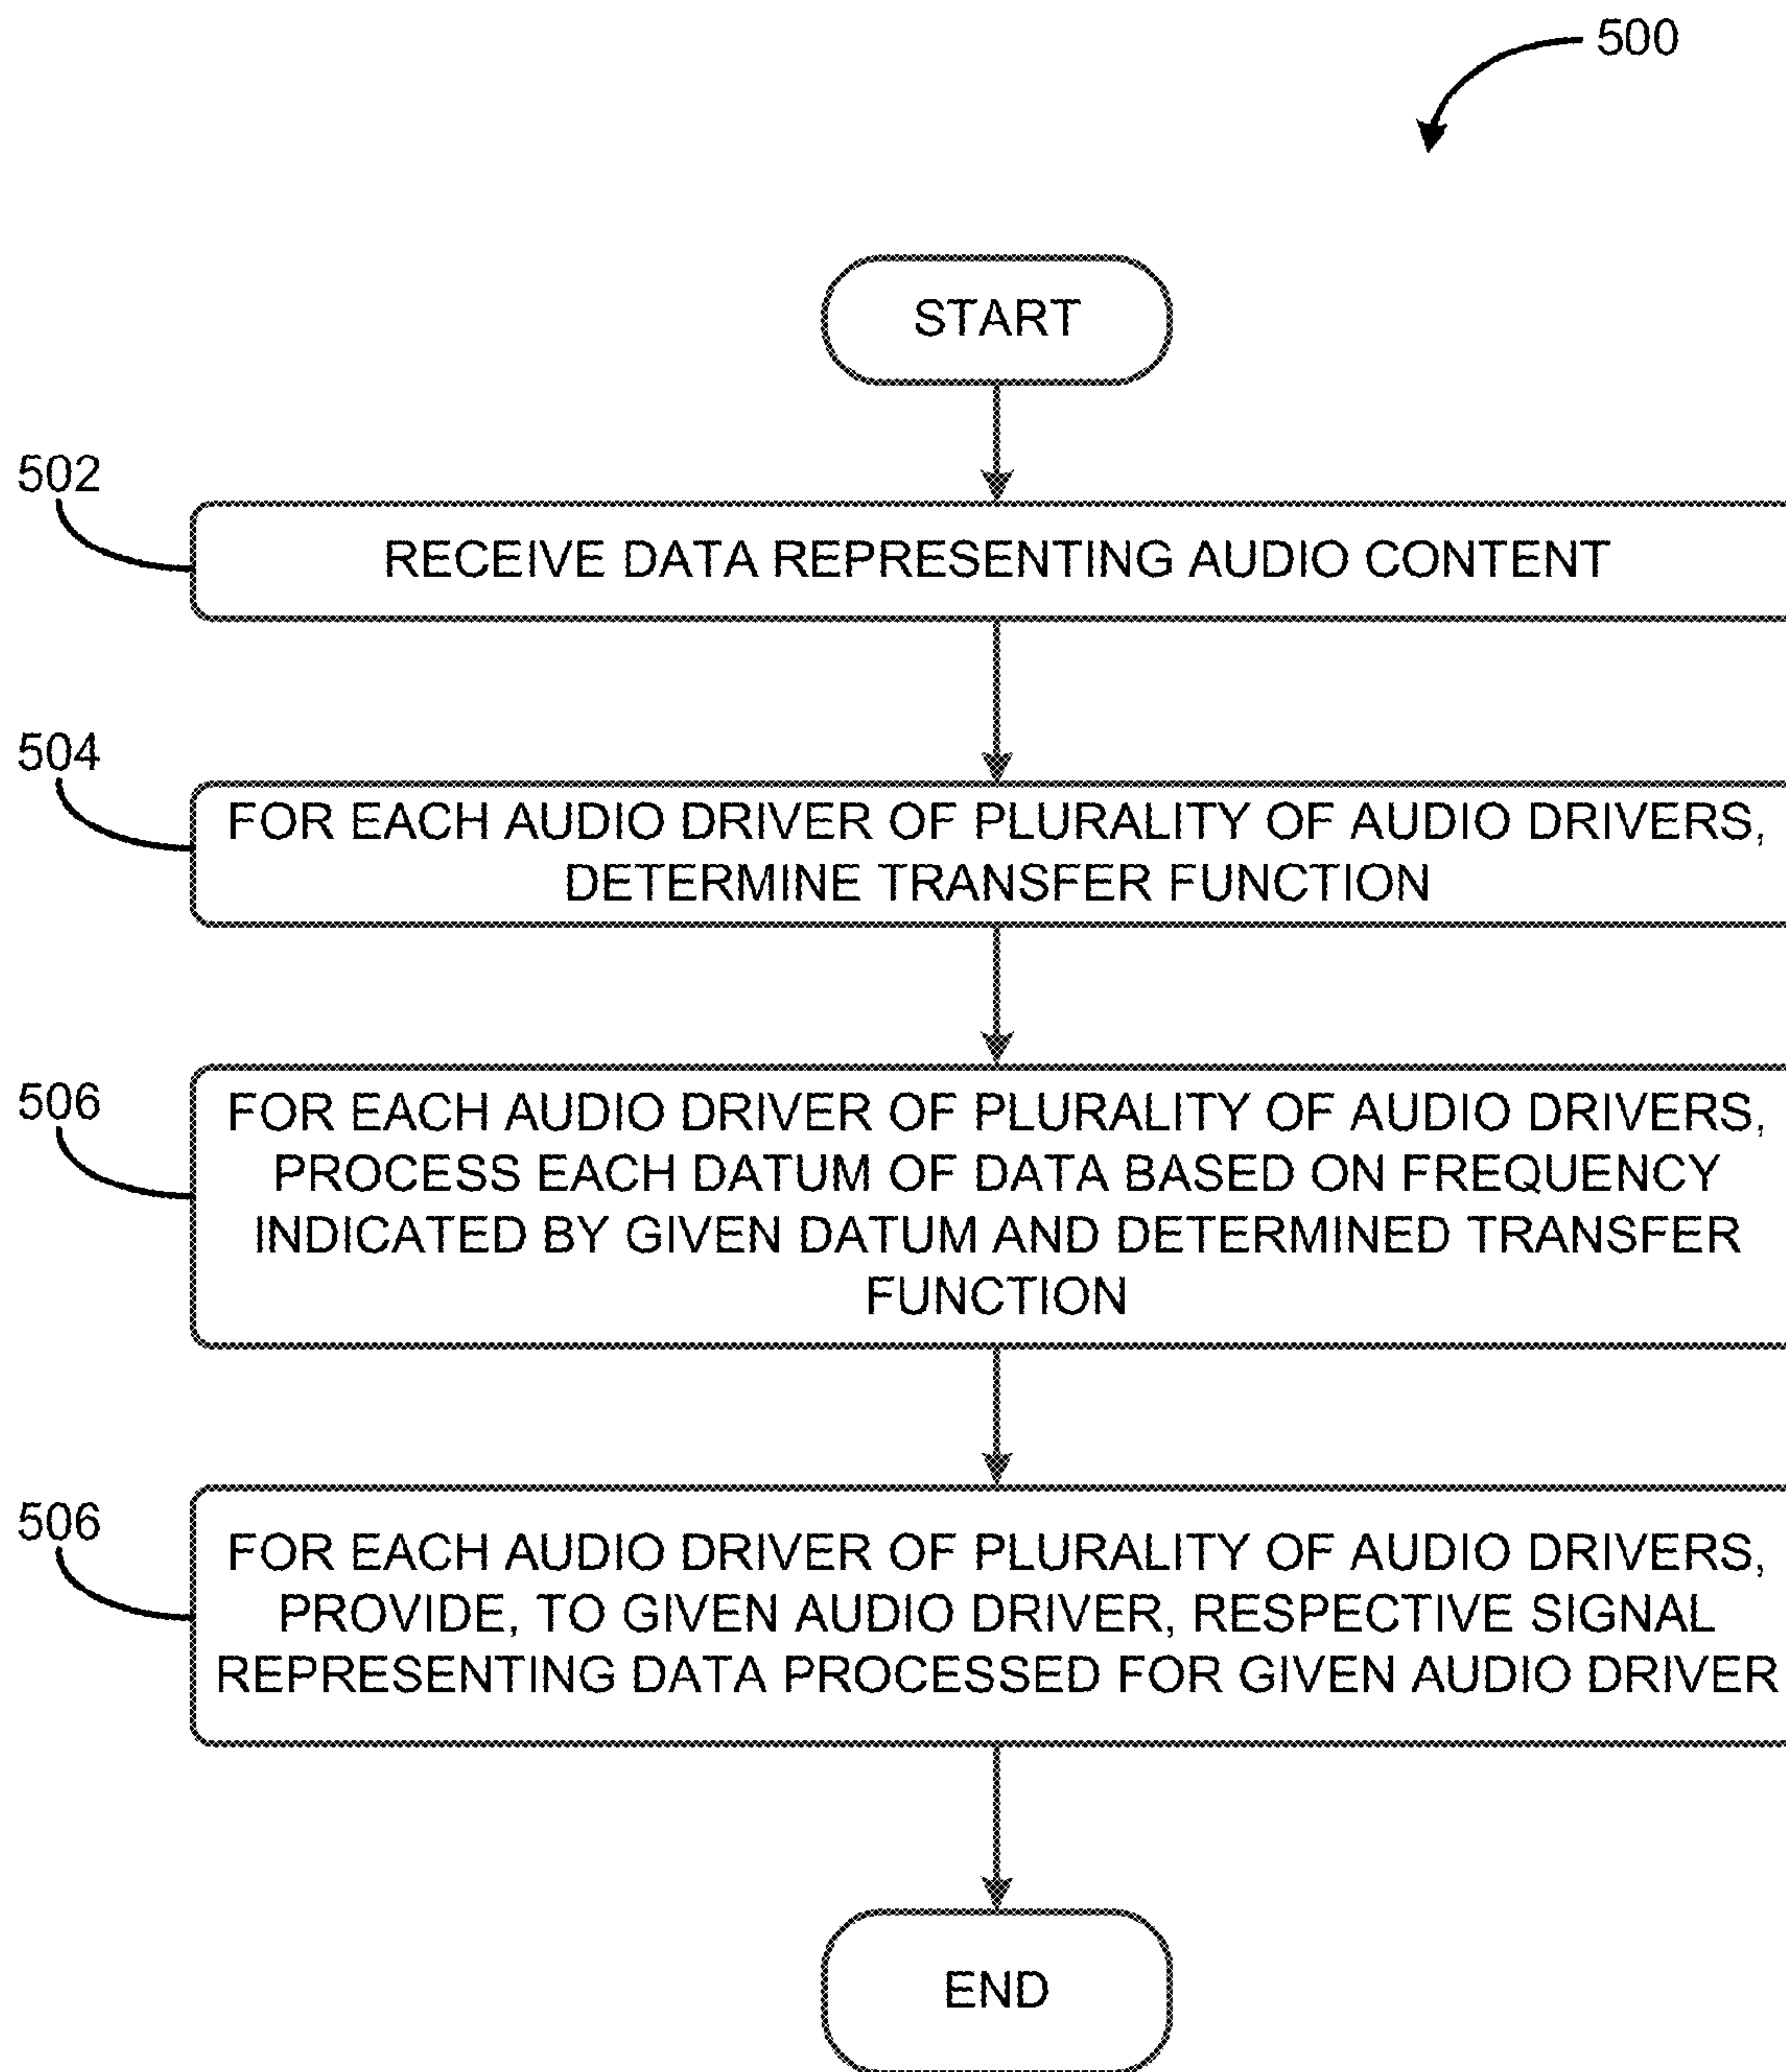 500
START
502
RECEIVE DATA REPRESENTING AUDIO CONTENT
504
FOR EACH AUDIO DRIVER OF PLURALITY OF AUDIO DRIVERS,
DETERMINE TRANSFER FUNCTION
506
FOR EACH AUDIO DRIVER OF PLURALITY OF AUDIO DRIVERS,
PROCESS EACH DATUM OF DATA BASED ON FREQUENCY
INDICATED BY GIVEN DATUM AND DETERMINED TRANSFER
FUNCTION
506
FOR EACH AUDIO DRIVER OF PLURALITY OF AUDIO DRIVERS,
PROVIDE, TO GIVEN AUDIO DRIVER, RESPECTIVE SIGNAL
REPRESENTING DATA PROCESSED FOR GIVEN AUDIO DRIVER
END